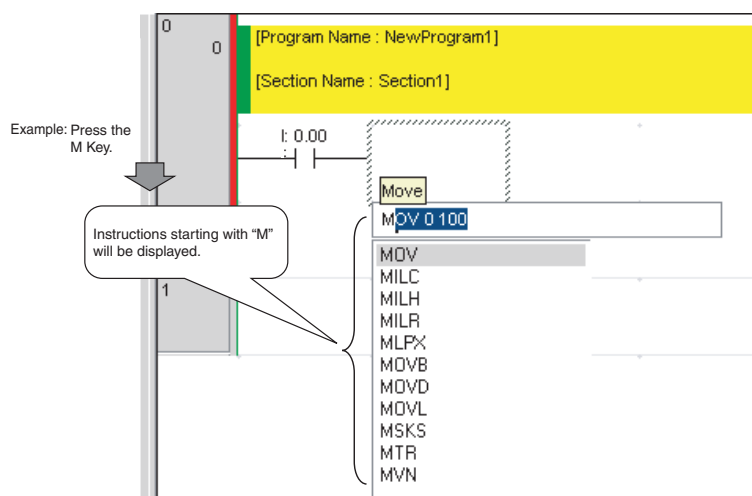 0
0
[Program Name : NewProgram1]
[Section Name : Section1]
Example: Press the
M Key.
I: 0.00
:
Move
MOV 0 100
Instructions starting with “M”
will be displayed.
1
MOV
MILC
MILH
MILR
MLPX
MOVB
MOVD
MOVL
MSKS
MTR
MVN